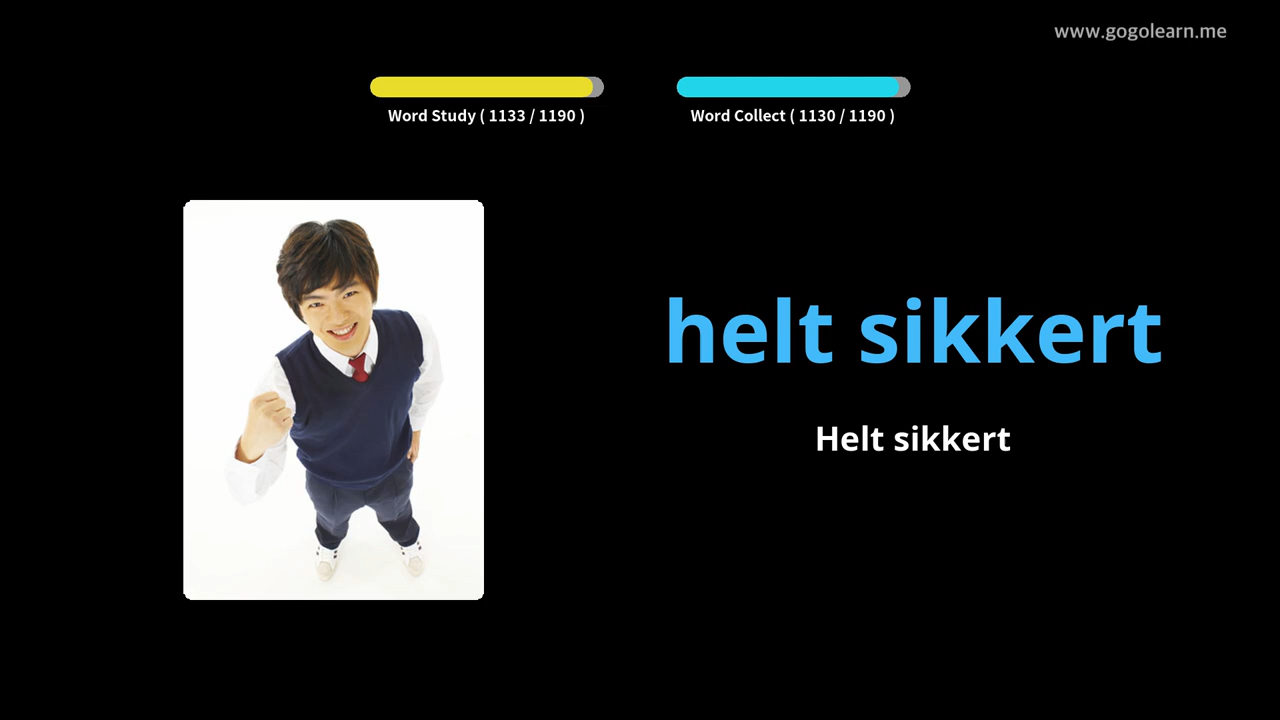 www.gogolearn.me
Word Study ( 1133 / 1190 )
Word Collect ( 1130 / 1190 )
helt sikkert
Helt sikkert